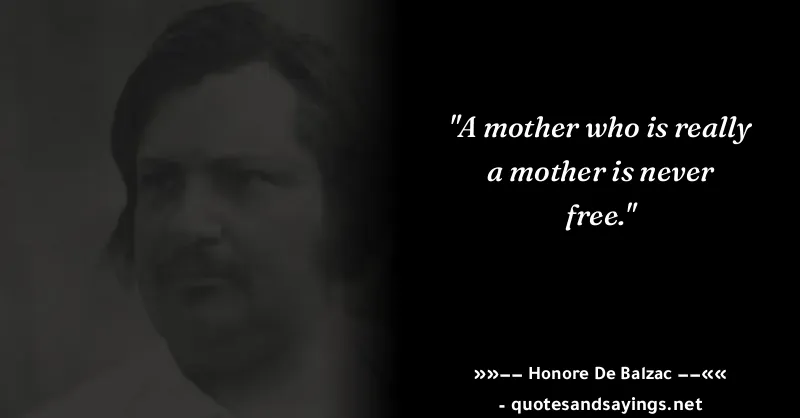 "A mother who is really
a mother is never
free."
»»–– Honore De Balzac ––««
- quotesandsayings.net